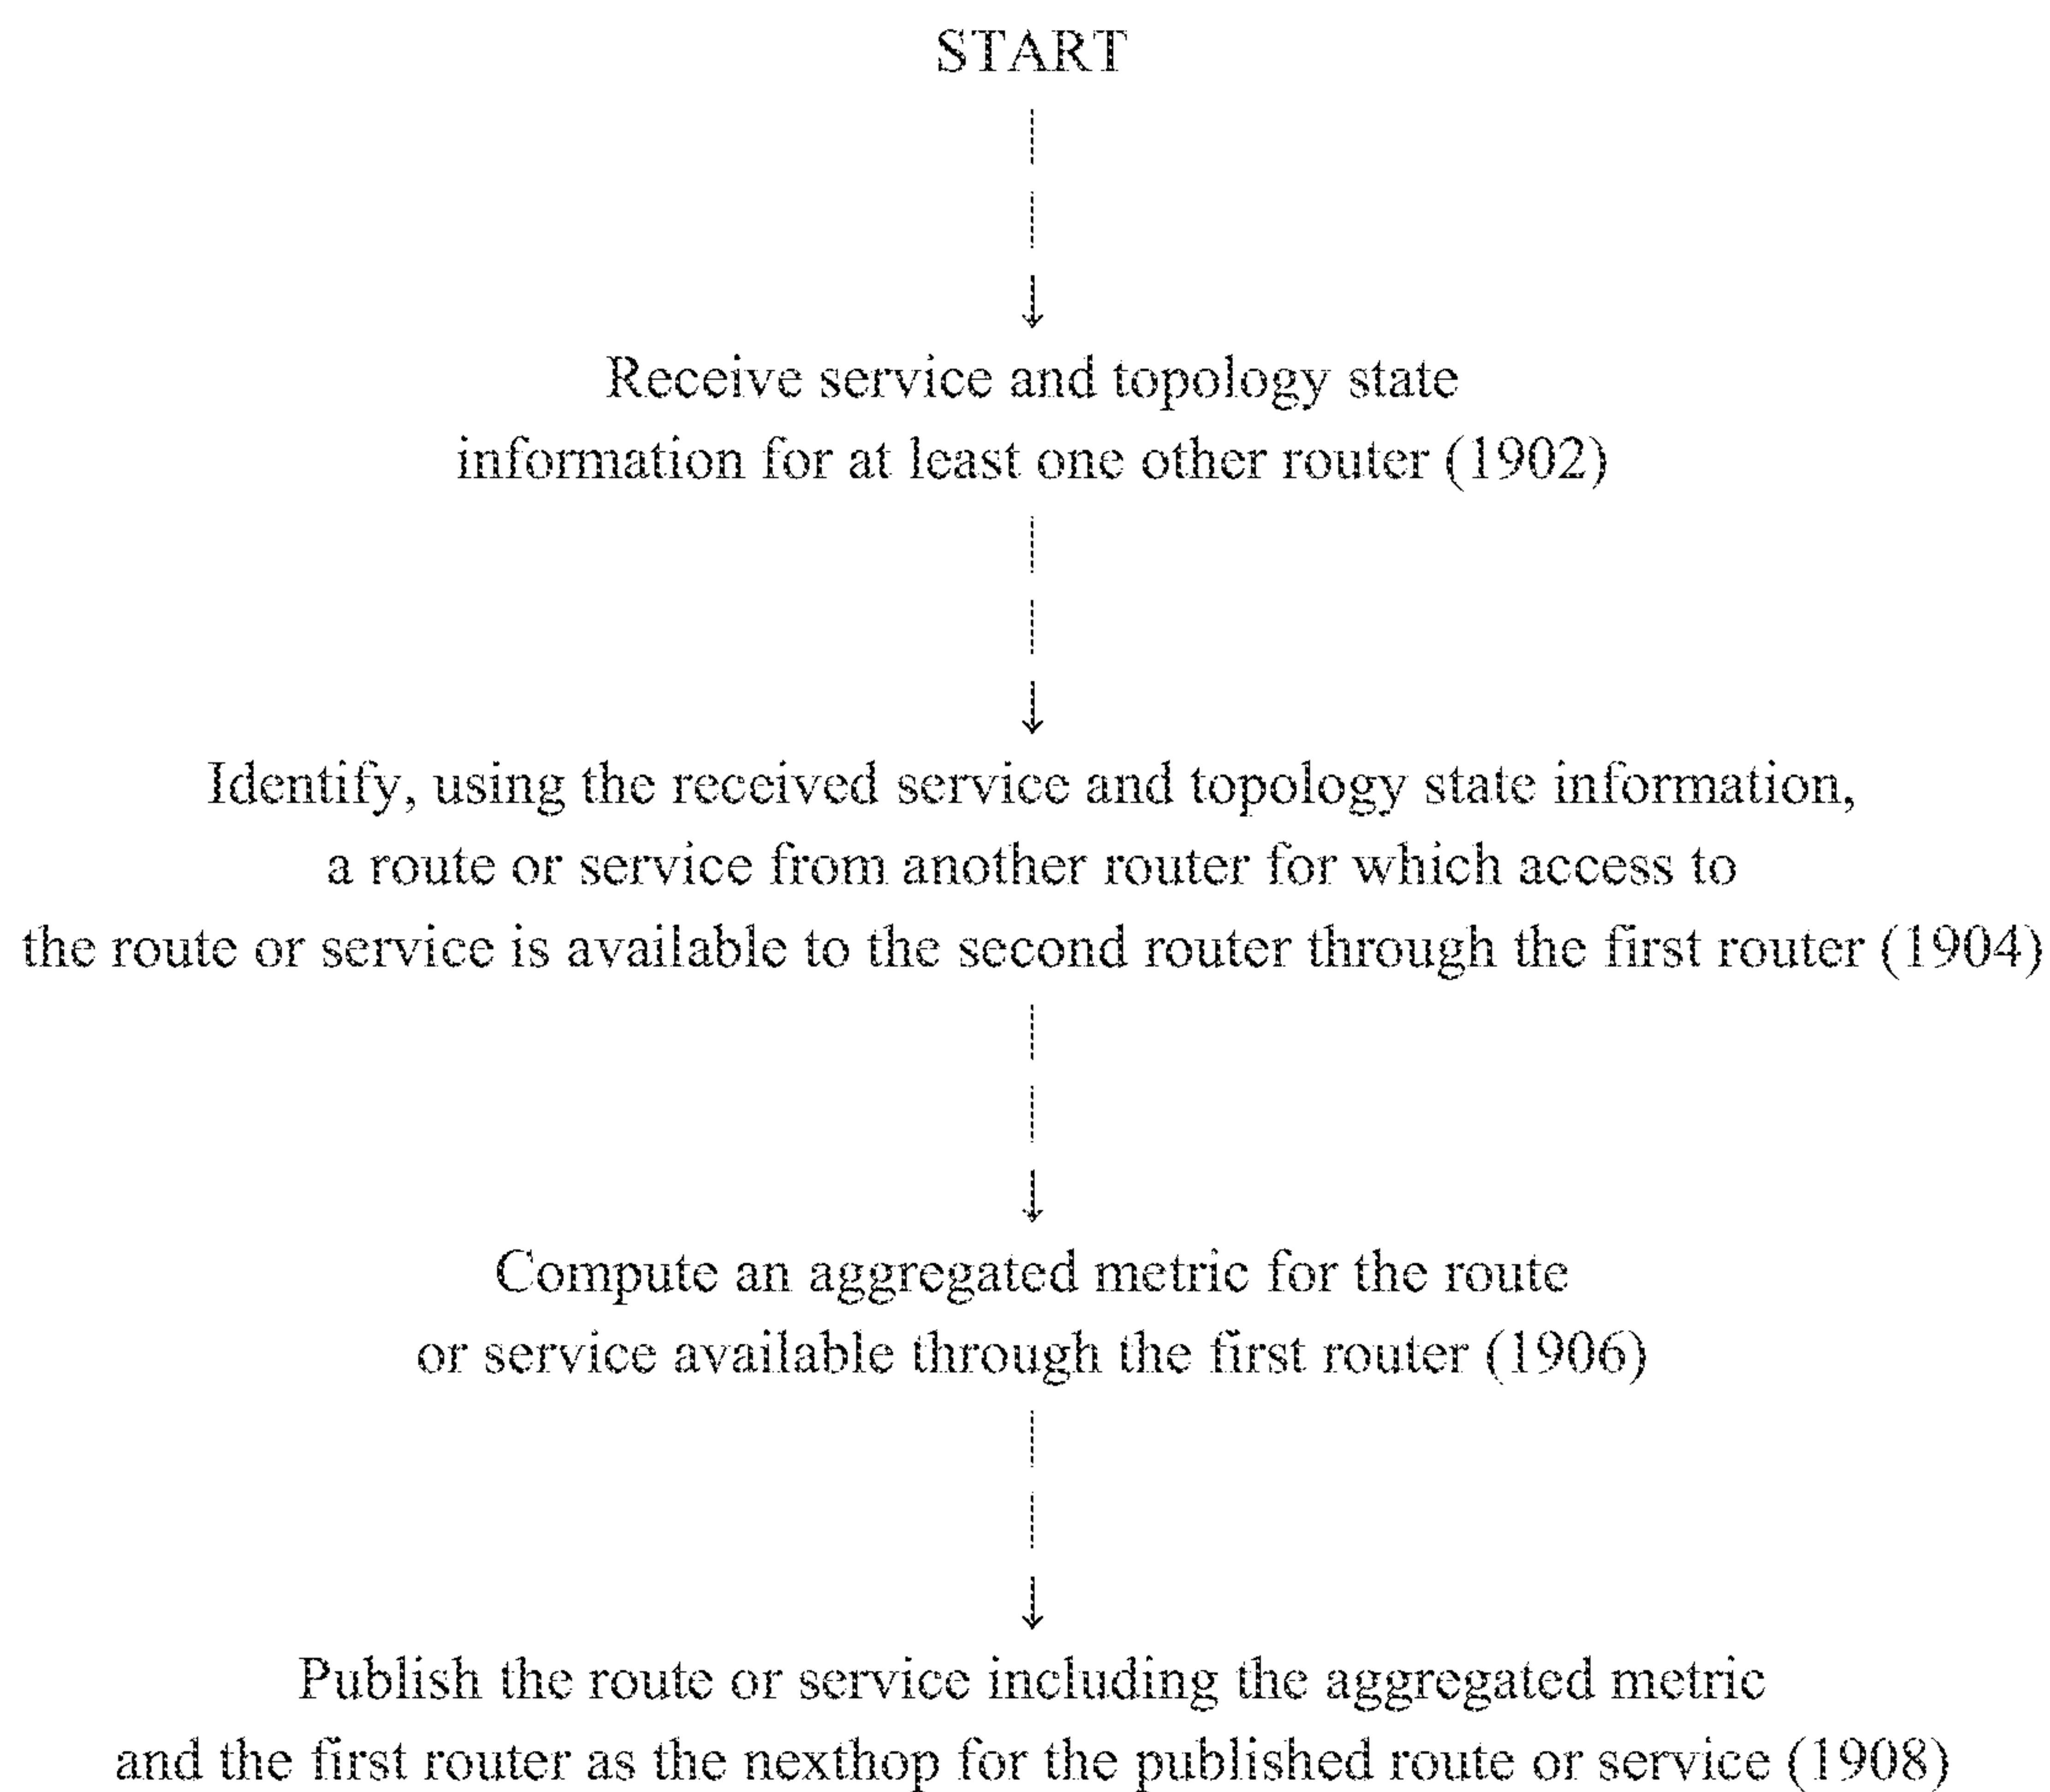 START
Receive service and topology state
information for at least one other router (1902)
Identify, using the received service and topology state information,
a route or service from another router for which access to
the route or service is available to the second router through the first router (1904)
Compute an aggregated metric for the route
or service available through the first router (1906)
Publish the route or service including the aggregated metric
and the first router as the nexthop for the published route or service (1908)